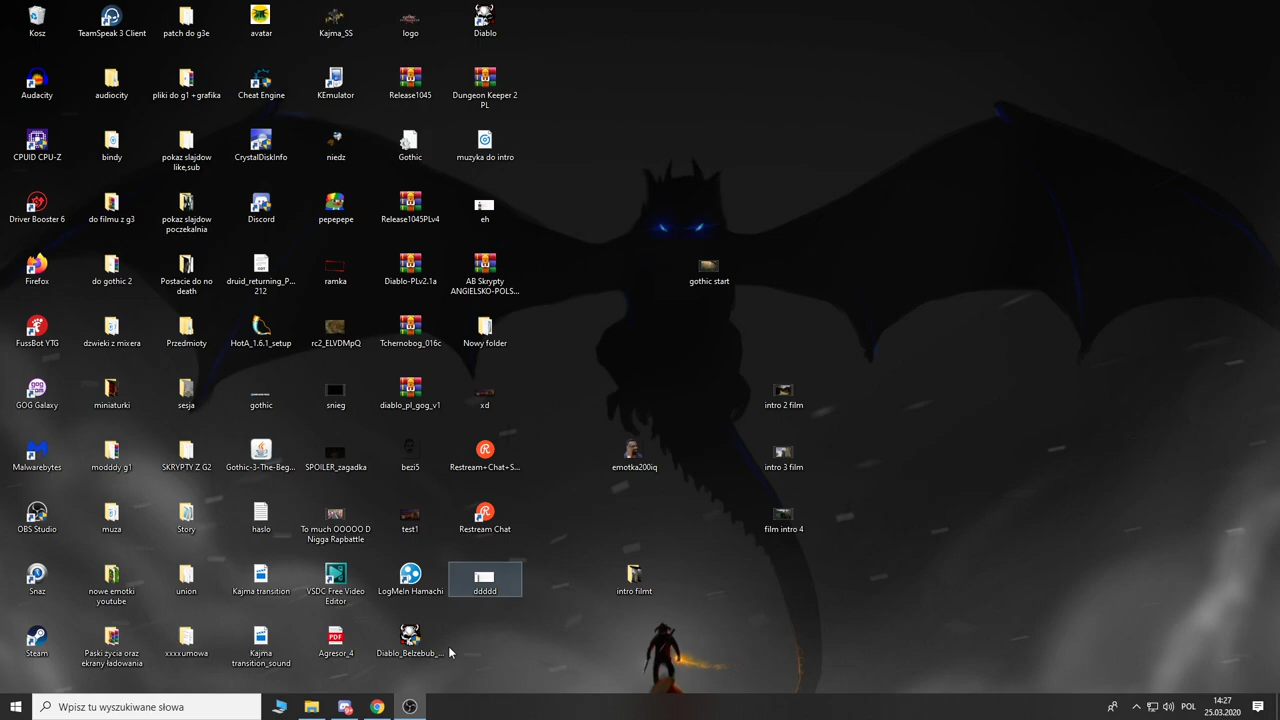 Kosz
TeamSpeak 3 Client
patch do g3e
avatar
Kajma_SS
logo
Diablo
Audacity
audiocity
pliki do g1 +grafika
Cheat Engine
KEmulator
Release1045
Dungeon Keeper 2
PL
CPUID CPU-Z
bindy
pokaz slajdow
like,sub
CrystalDiskInfo
niedz
Gothic
muzyka do intro
Driver Booster 6
do filmu z g3
pokaz slajdow
poczekalnia
Discord
pepepepe
Release1045PLv4
eh
Firefox
do gothic 2
Postacie do no
death
druid_returning_P...
212
ramka
Diablo-PLv2.1a
AB Skrypty
ANGIELSKO-POLS...
gothic start
FussBot YTG
dzwieki z mixera
Przedmioty
HotA_1.6.1_setup
rc2_ELVDMpQ
Tchernobog_016c
Nowy folder
GOG Galaxy
miniaturki
sesja
gothic
snieg
diablo_pl_gog_v1
xd
intro 2 film
Malwarebytes
modddy g1
SKRYPTY Z G2
Gothic-3-The-Beg...
SPOILER_zagadka
bezi5
Restream+Chat+S...
emotka200iq
intro 3 film
OBS Studio
muza
Story
haslo
To much OOOOO D
Nigga Rapbattle
test1
Restream Chat
film intro 4
Snaz
nowe emotki
youtube
union
Kajma transition
VSDC Free Video
Editor
LogMeIn Hamachi
ddddd
intro filmt
Steam
Paski życia oraz
ekrany ładowania
xxxxumowa
Kajma
transition_sound
Agresor_4
Diablo_Belzebub_...
Wpisz tu wyszukiwane słowa
POL
14:27
25.03.2020